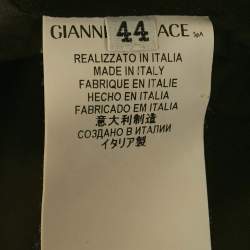 GIANNI 44 ACE SpA
REALIZZATO IN ITALIA
MADE IN ITALY
FABRIQUE EN ITALIE
HECHO EN ITALIA
FABRICADO EM ITÁLIA
意大利制造
СОЗДАНО В ИТАЛИИ
イタリア製